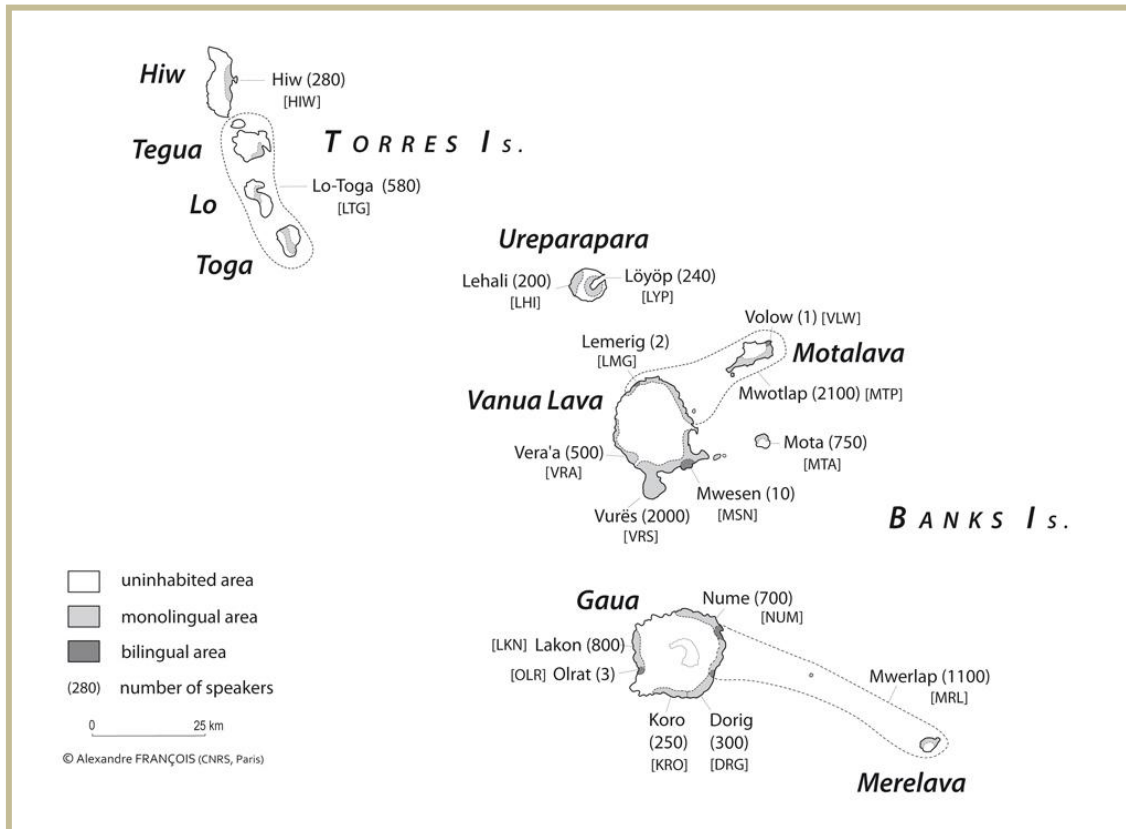 Hiw
Hiw (280)
[HIW]
TORRES IS.
Tegua
Lo-Toga (580)
[LTG]
Lo
Toga
Ureparapara
Lehali (200)
[LHI]
Löyöp (240)
[LYP]
Volow (1) [VLW]
Lemerig (2)
[LMG]
Motalava
Vanua Lava
Mwotlap (2100) [MTP]
Mota (750)
[MTA]
Vera'a (500)
[VRA]
Mwesen (10)
[MSN]
Vurës (2000)
[VRS]
BANKS IS.
uninhabited area
monolingual area
bilingual area
(280) number of speakers
0 25 km
© Alexandre FRANÇOIS (CNRS, Paris)
Gaua
Nume (700)
[NUM]
[LKN] Lakon (800)
[OLR] Olrat (3)
Mwerlap (1100)
[MRL]
Koro
(250)
[KRO]
Dorig
(300)
[DRG]
Merelava